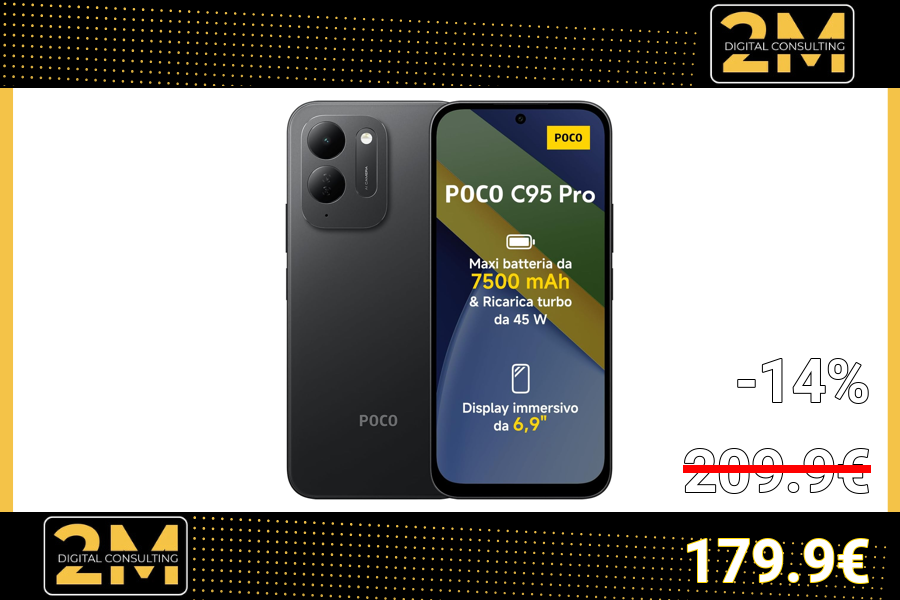 2M
DIGITAL CONSULTING
POCO
POCO C95 Pro
Maxi batteria da
7500 mAh
& Ricarica turbo
da 45 W
Display immersivo
da 6,9"
POCO
-14%
209.9€
2M
DIGITAL CONSULTING
179.9€